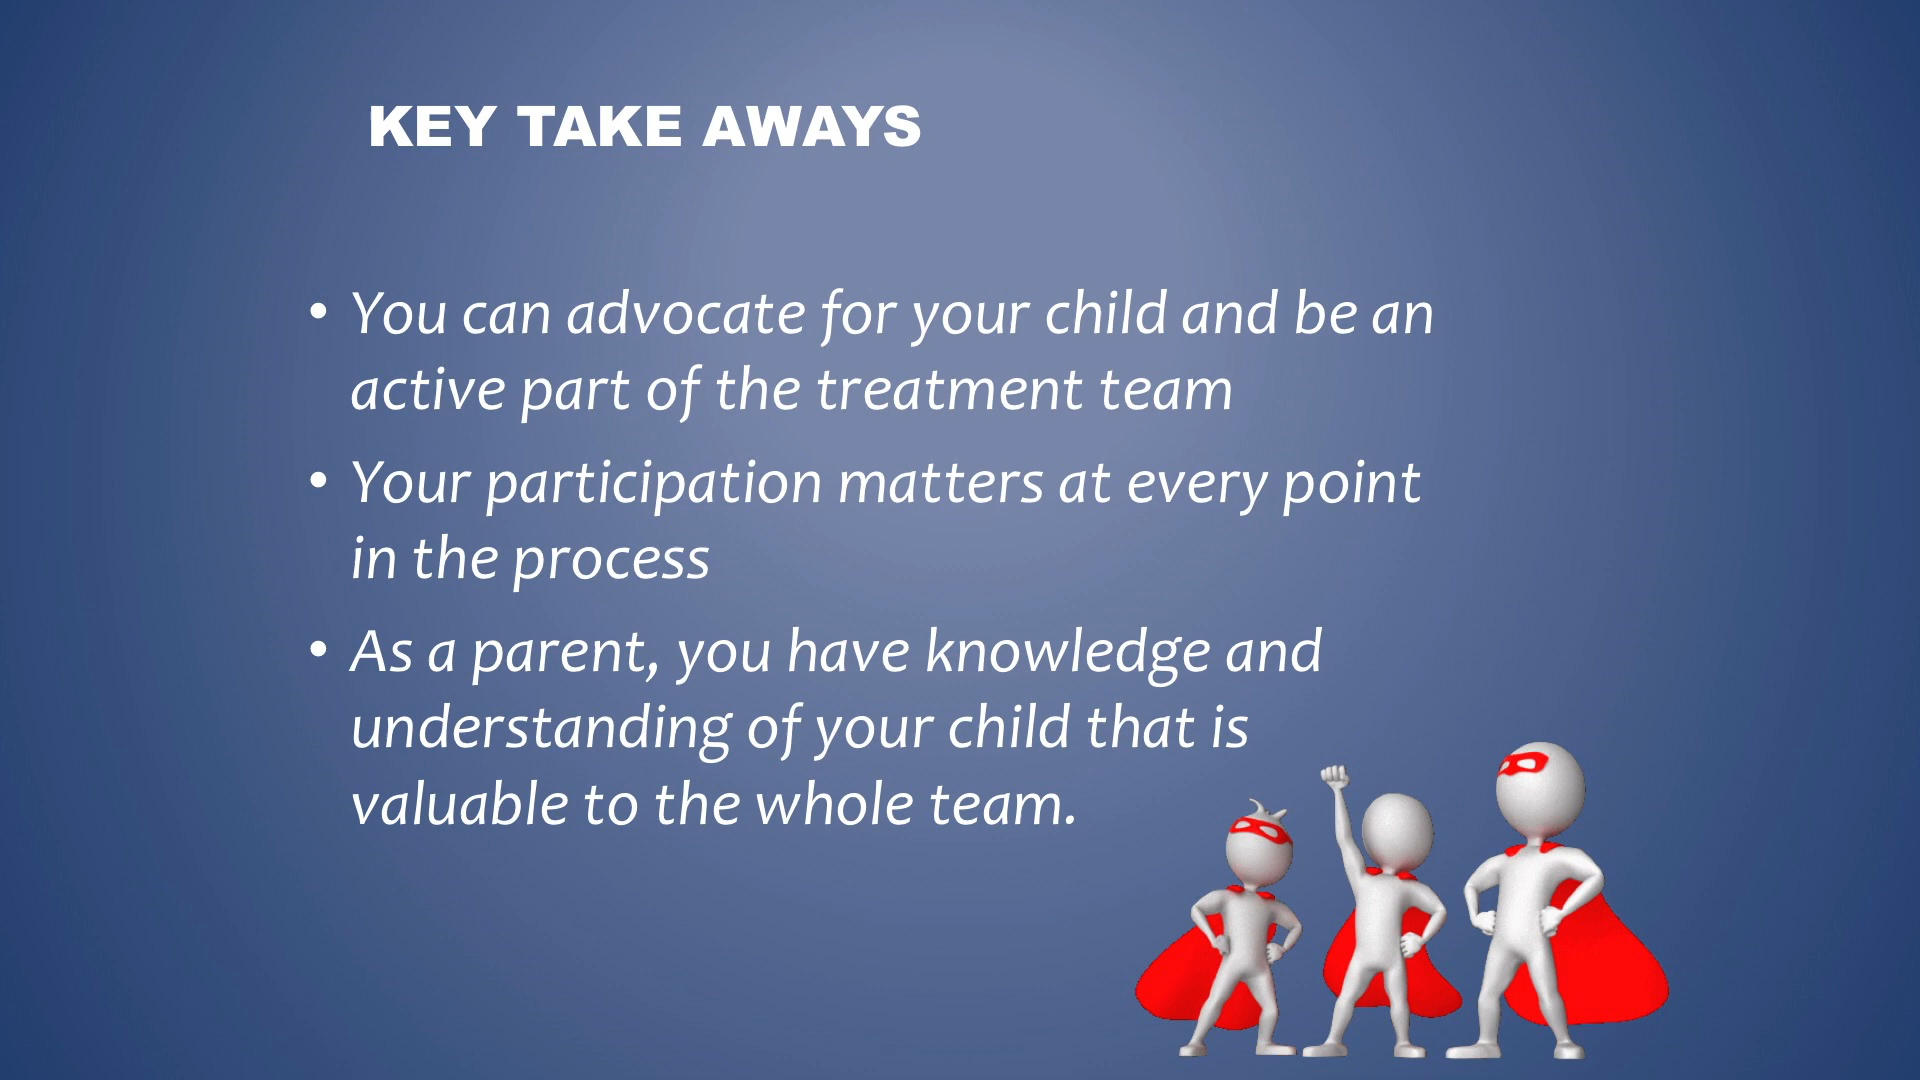 KEY TAKE AWAYS
• You can advocate for your child and be an
active part of the treatment team
• Your participation matters at every point
in the process
• As a parent, you have knowledge and
understanding of your child that is
valuable to the whole team.